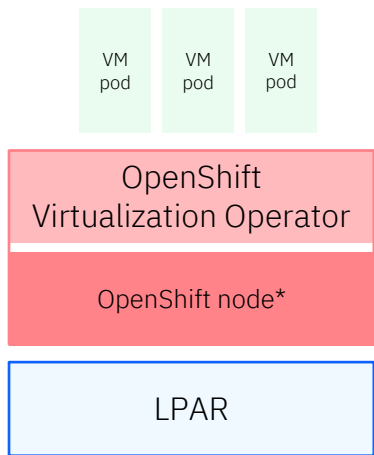 VM VM VM
pod pod pod
OpenShift
Virtualization Operator
OpenShift node*
LPAR